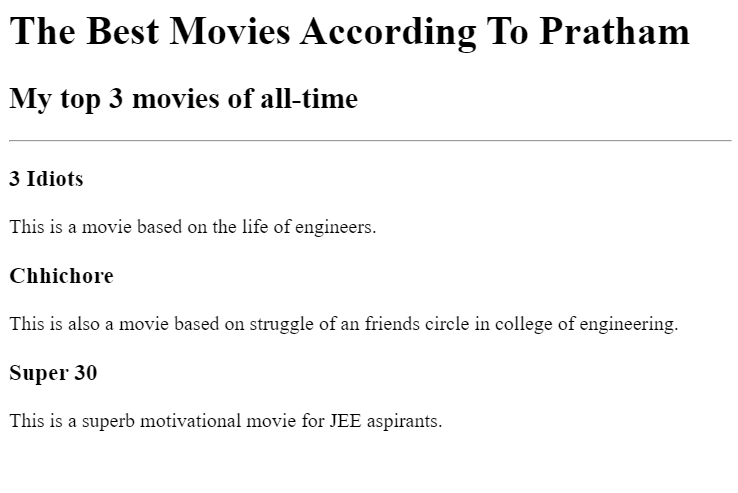 The Best Movies According To Pratham
My top 3 movies of all-time
3 Idiots
This is a movie based on the life of engineers.
Chhichore
This is also a movie based on struggle of an friends circle in college of engineering.
Super 30
This is a superb motivational movie for JEE aspirants.